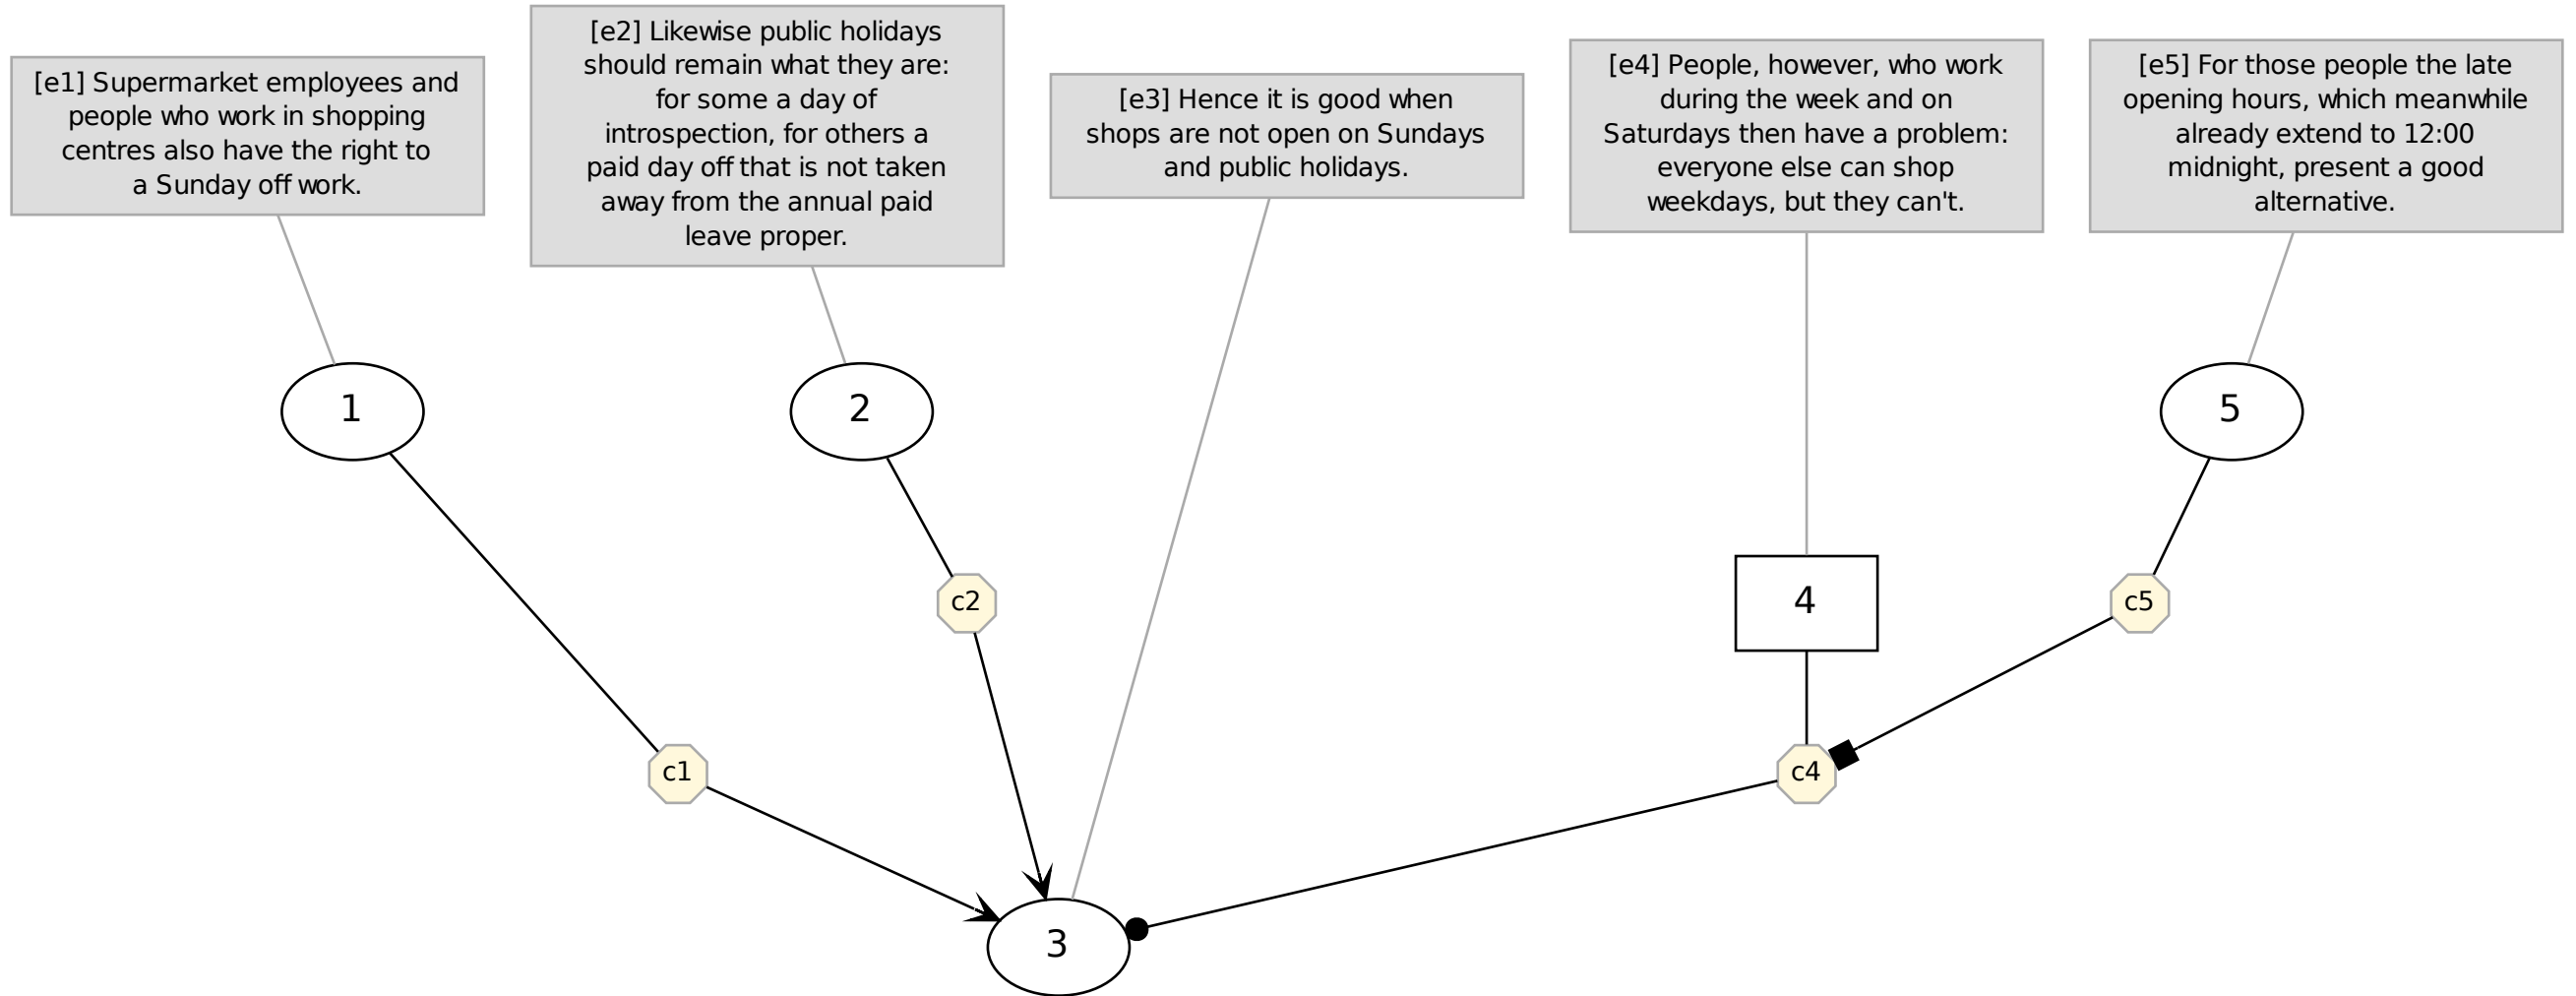 [e1] Supermarket employees and
people who work in shopping
centres also have the right to
a Sunday off work.
[e2] Likewise public holidays
should remain what they are:
for some a day of
introspection, for others a
paid day off that is not taken
away from the annual paid
leave proper.
[e3] Hence it is good when
shops are not open on Sundays
and public holidays.
[e4] People, however, who work
during the week and on
Saturdays then have a problem:
everyone else can shop
weekdays, but they can't.
[e5] For those people the late
opening hours, which meanwhile
already extend to 12:00
midnight, present a good
alternative.
1
2
5
c2
4
c5
c1
c4
3